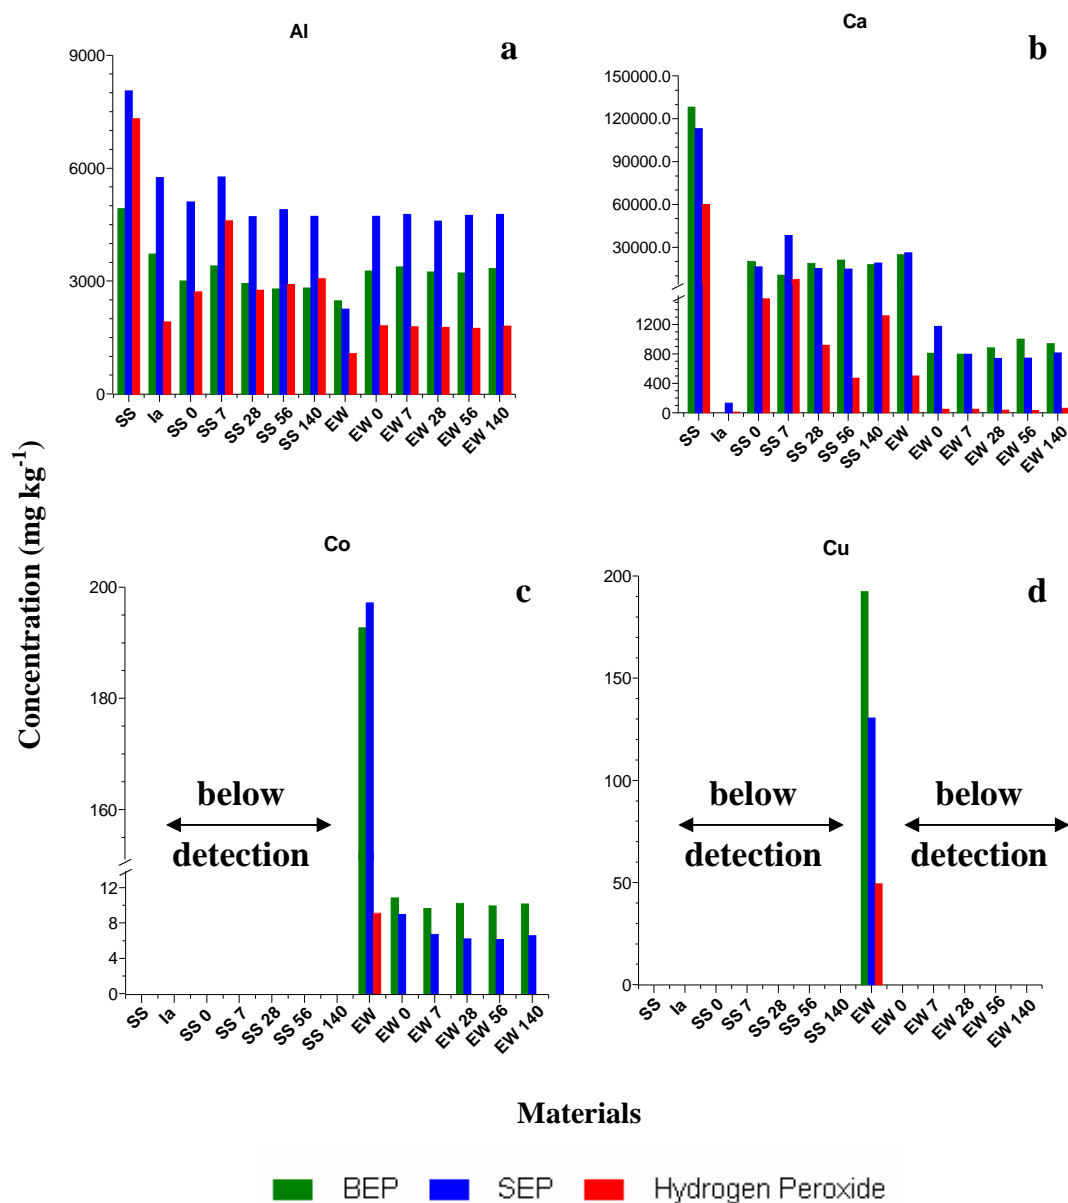 Al
a
9000
6000
3000
0
SS
Ia
SS 0
SS 7
SS 28
SS 56
SS 140
EW
EW 0
EW 7
EW 28
EW 56
EW 140
Ca
b
150000.0
120000.0
90000.0
60000.0
30000.0
1200
800
400
0
SS
Ia
SS 0
SS 7
SS 28
SS 56
SS 140
EW
EW 0
EW 7
EW 28
EW 56
EW 140
Concentration (mg kg⁻¹)
Co
c
200
180
160
12
8
4
0
below
detection
SS
Ia
SS 0
SS 7
SS 28
SS 56
SS 140
EW
EW 0
EW 7
EW 28
EW 56
EW 140
Cu
d
200
150
100
50
0
below
detection
below
detection
SS
Ia
SS 0
SS 7
SS 28
SS 56
SS 140
EW
EW 0
EW 7
EW 28
EW 56
EW 140
Materials
BEP SEP Hydrogen Peroxide